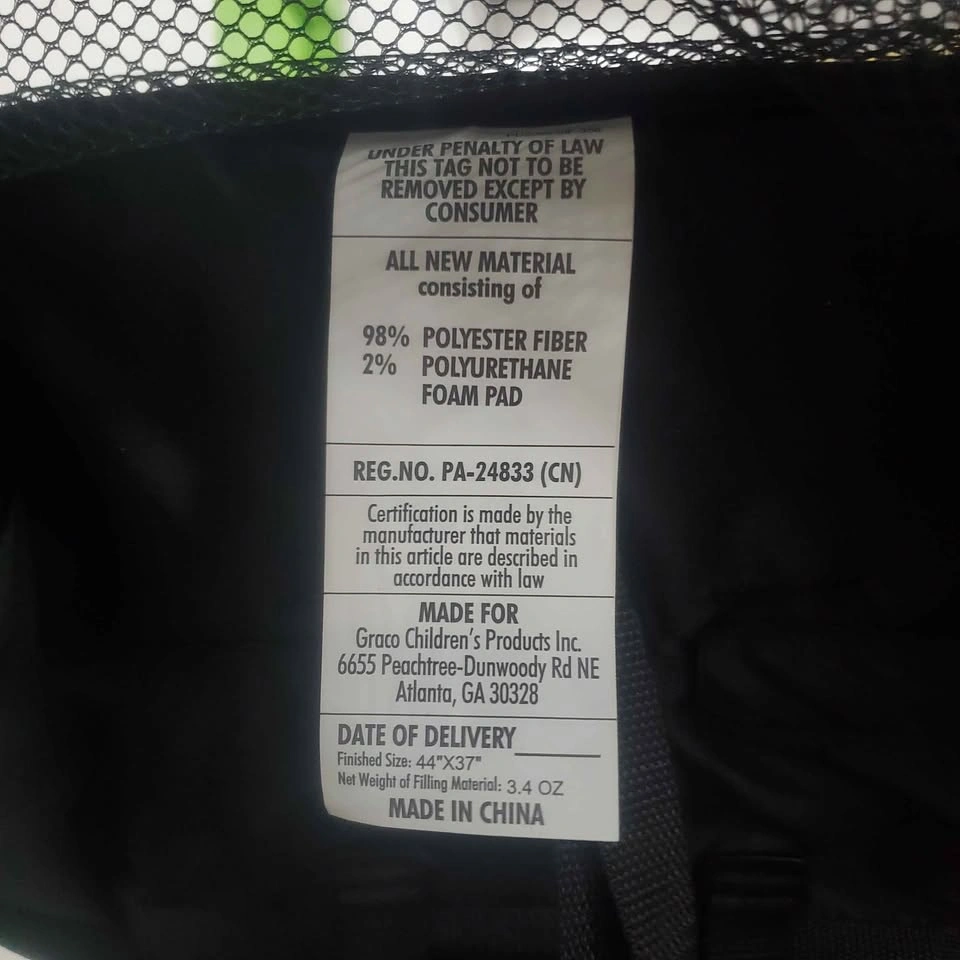 UNDER PENALTY OF LAW
THIS TAG NOT TO BE
REMOVED EXCEPT BY
CONSUMER
ALL NEW MATERIAL
consisting of
98% POLYESTER FIBER
2% POLYURETHANE
FOAM PAD
REG.NO. PA-24833 (CN)
Certification is made by the
manufacturer that materials
in this article are described in
accordance with law
MADE FOR
Graco Children's Products Inc.
6655 Peachtree-Dunwoody Rd NE
Atlanta, GA 30328
DATE OF DELIVERY
Finished Size: 44"X37"
Net Weight of Filling Material: 3.4 OZ
MADE IN CHINA